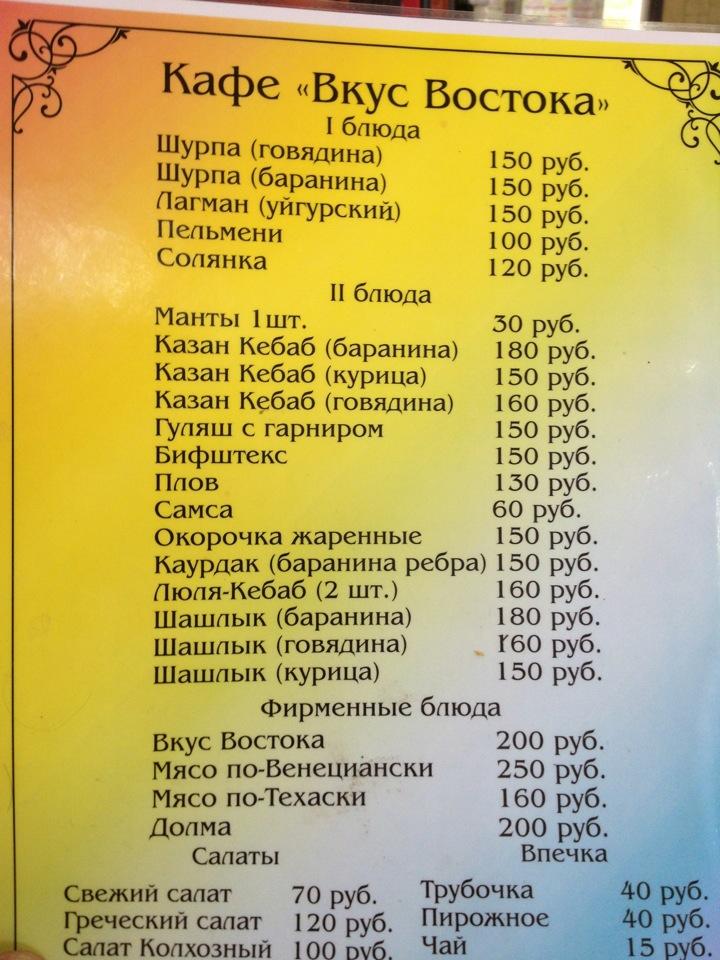 Кафе «Вкус Востока»
I блюда
Шурпа (говядина) 150 руб.
Шурпа (баранина) 150 руб.
Лагман (уйгурский) 150 руб.
Пельмени 100 руб.
Солянка 120 руб.
II блюда
Манты 1шт. 30 руб.
Казан Кебаб (баранина) 180 руб.
Казан Кебаб (курица) 150 руб.
Казан Кебаб (говядина) 160 руб.
Гуляш с гарниром 150 руб.
Бифштекс 150 руб.
Плов 130 руб.
Самса 60 руб.
Окорочка жаренные 150 руб.
Каурдак (баранина ребра) 150 руб.
Люля-Кебаб (2 шт.) 160 руб.
Шашлык (баранина) 180 руб.
Шашлык (говядина) 160 руб.
Шашлык (курица) 150 руб.
Фирменные блюда
Вкус Востока 200 руб.
Мясо по-Венециански 250 руб.
Мясо по-Техаски 160 руб.
Долма 200 руб.
Салаты Впечка
Свежий салат 70 руб. Трубочка 40 руб.
Греческий салат 120 руб. Пирожное 40 руб.
Салат Колхозный 100 руб. Чай 15 руб.